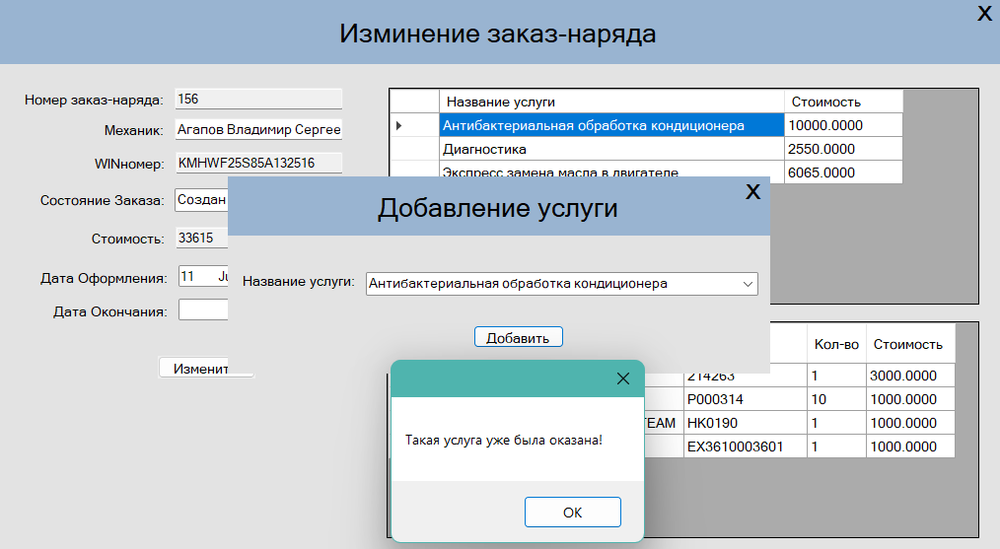 X
Изминение заказ-наряда
Номер заказ-наряда: 156
Механик: Агапов Владимир Сергее
WINномер: KMHWF25S85A132516
Состояние Заказа: Создан
Стоимость: 33615
Дата Оформления: 11 Ju
Дата Окончания:
Изменит
Название услуги Стоимость
Антибактериальная обработка кондиционера 10000.0000
Диагностика 2550.0000
Экспресс замена масла в двигателе 6065.0000
X
Добавление услуги
Название услуги: Антибактериальная обработка кондиционера
Добавить
Кол-во Стоимость
214263 1 3000.0000
P000314 10 1000.0000
TEAM HK0190 1 1000.0000
EX3610003601 1 1000.0000
Такая услуга уже была оказана!
ОК